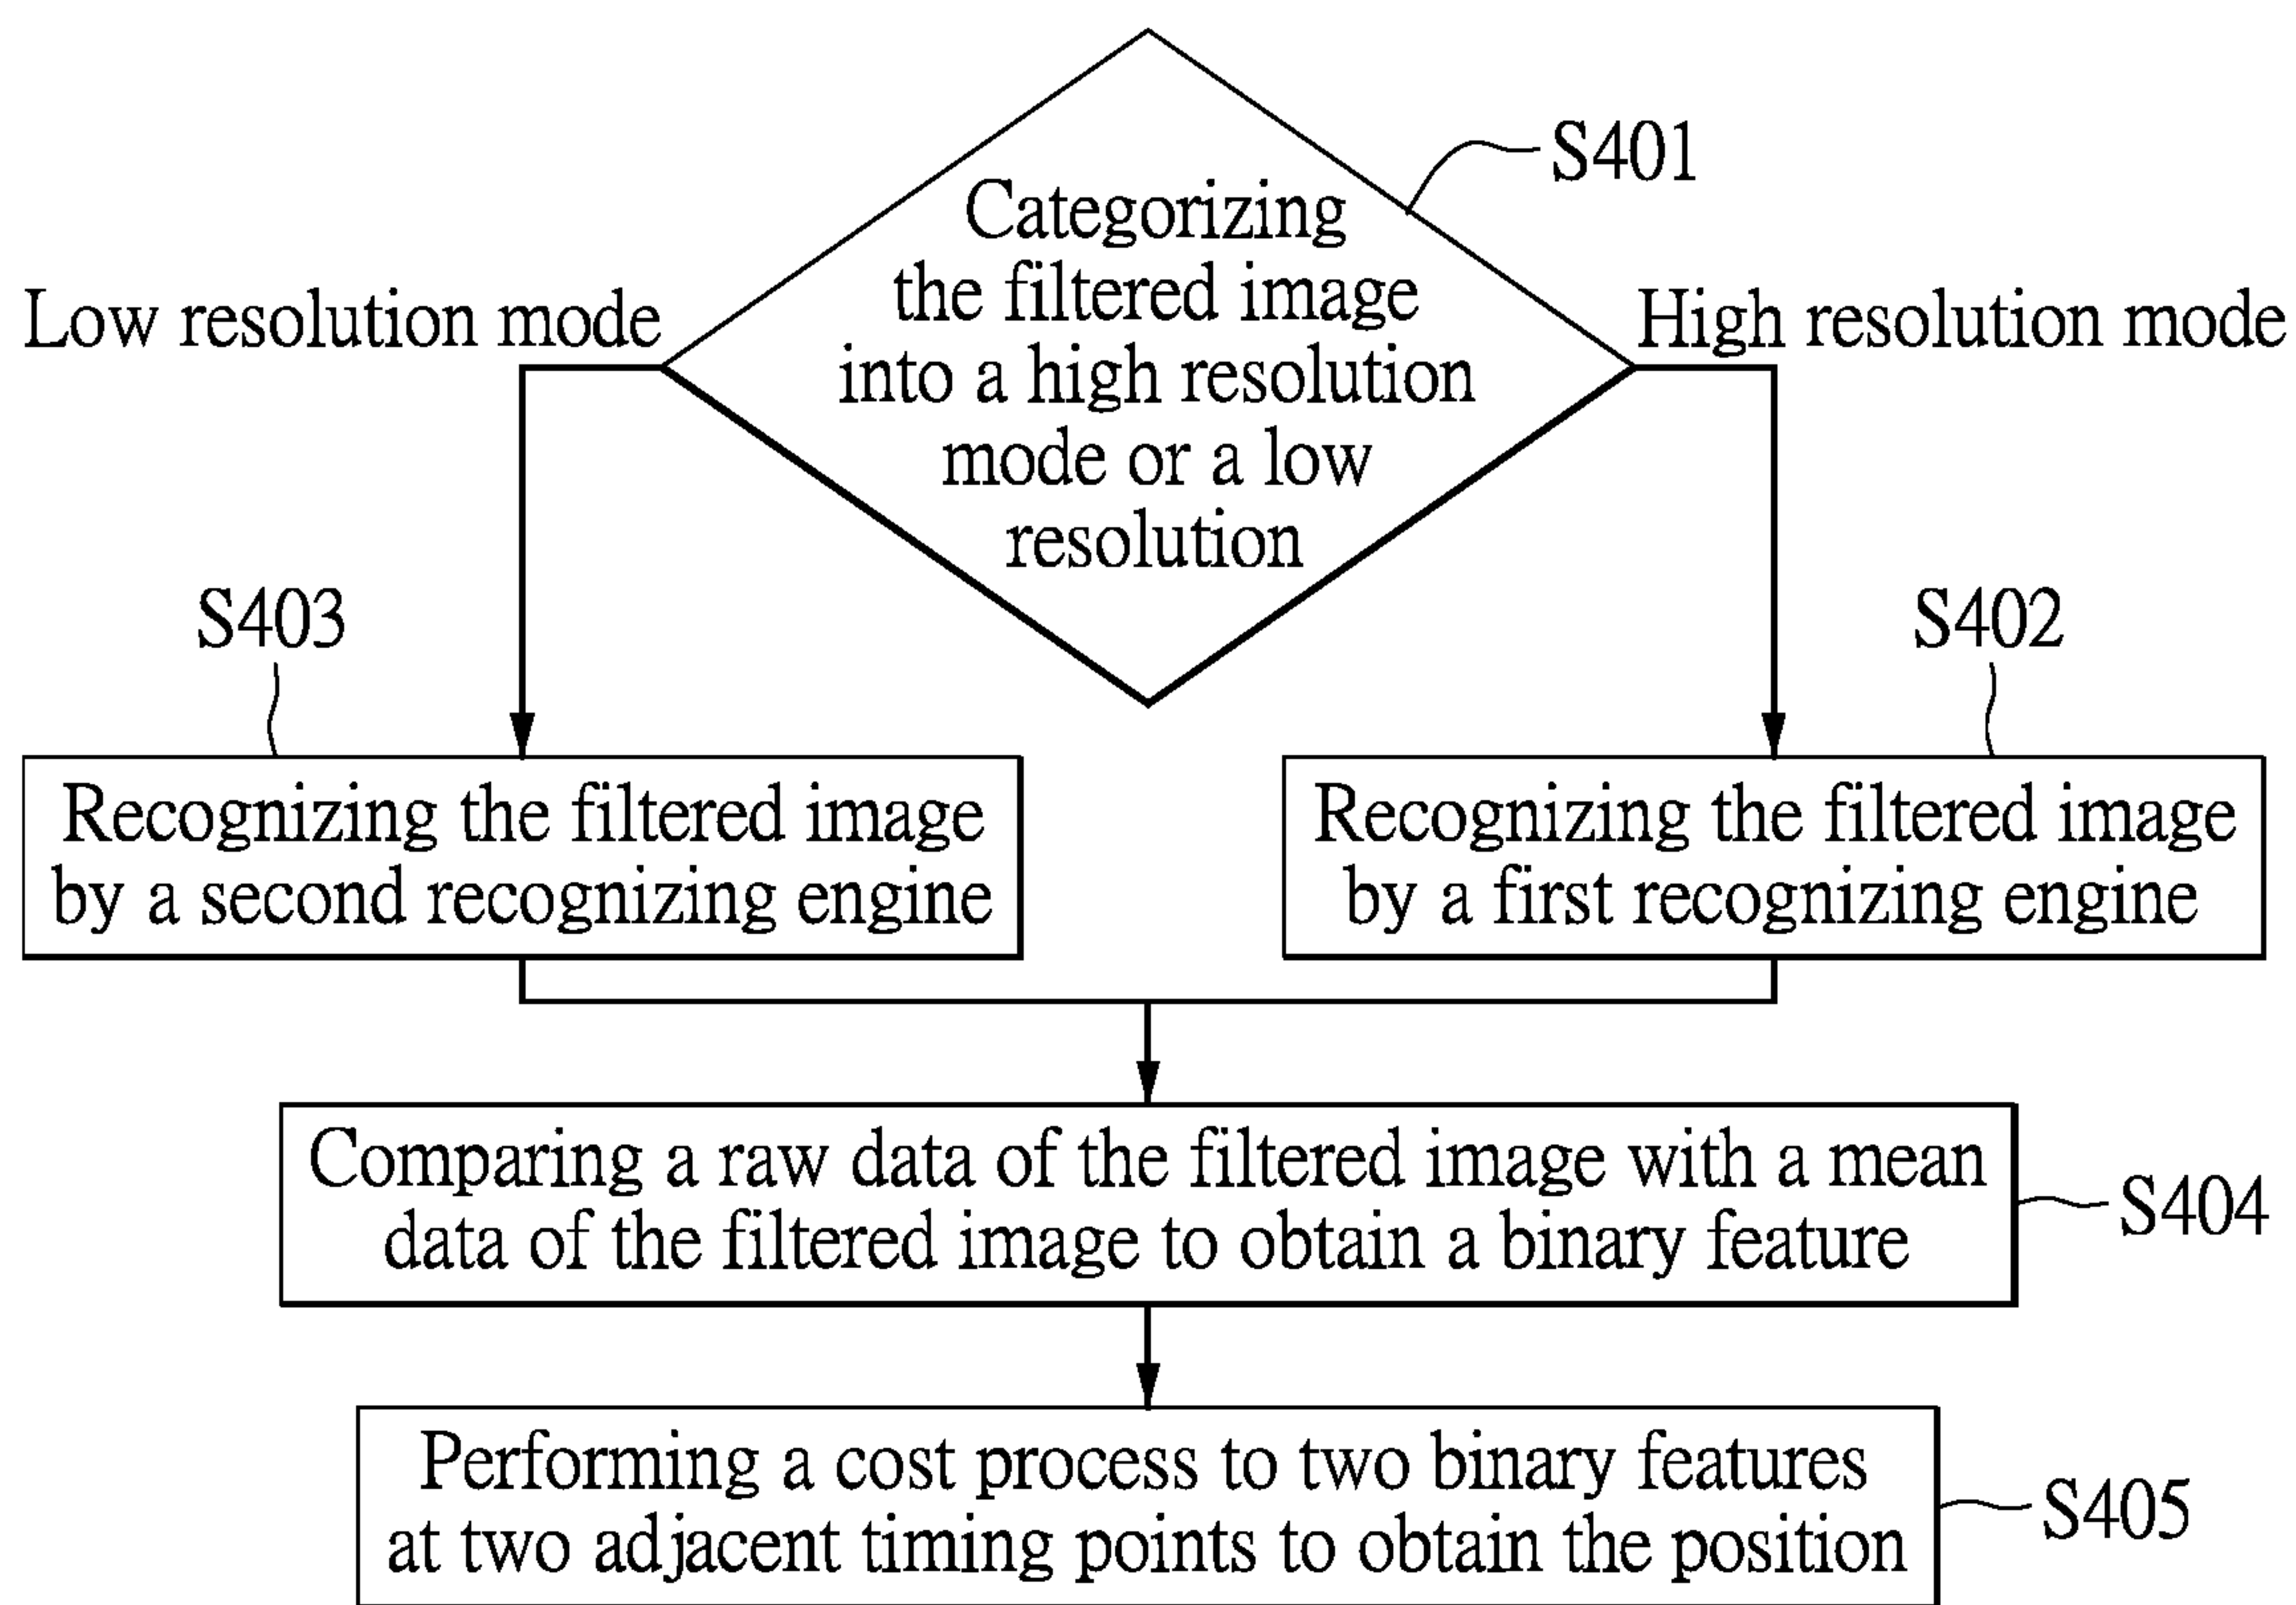 S401
Categorizing
the filtered image
into a high resolution
mode or a low
resolution
Low resolution mode
High resolution mode
S403
S402
Recognizing the filtered image
by a second recognizing engine
Recognizing the filtered image
by a first recognizing engine
Comparing a raw data of the filtered image with a mean
data of the filtered image to obtain a binary feature
S404
Performing a cost process to two binary features
at two adjacent timing points to obtain the position
S405